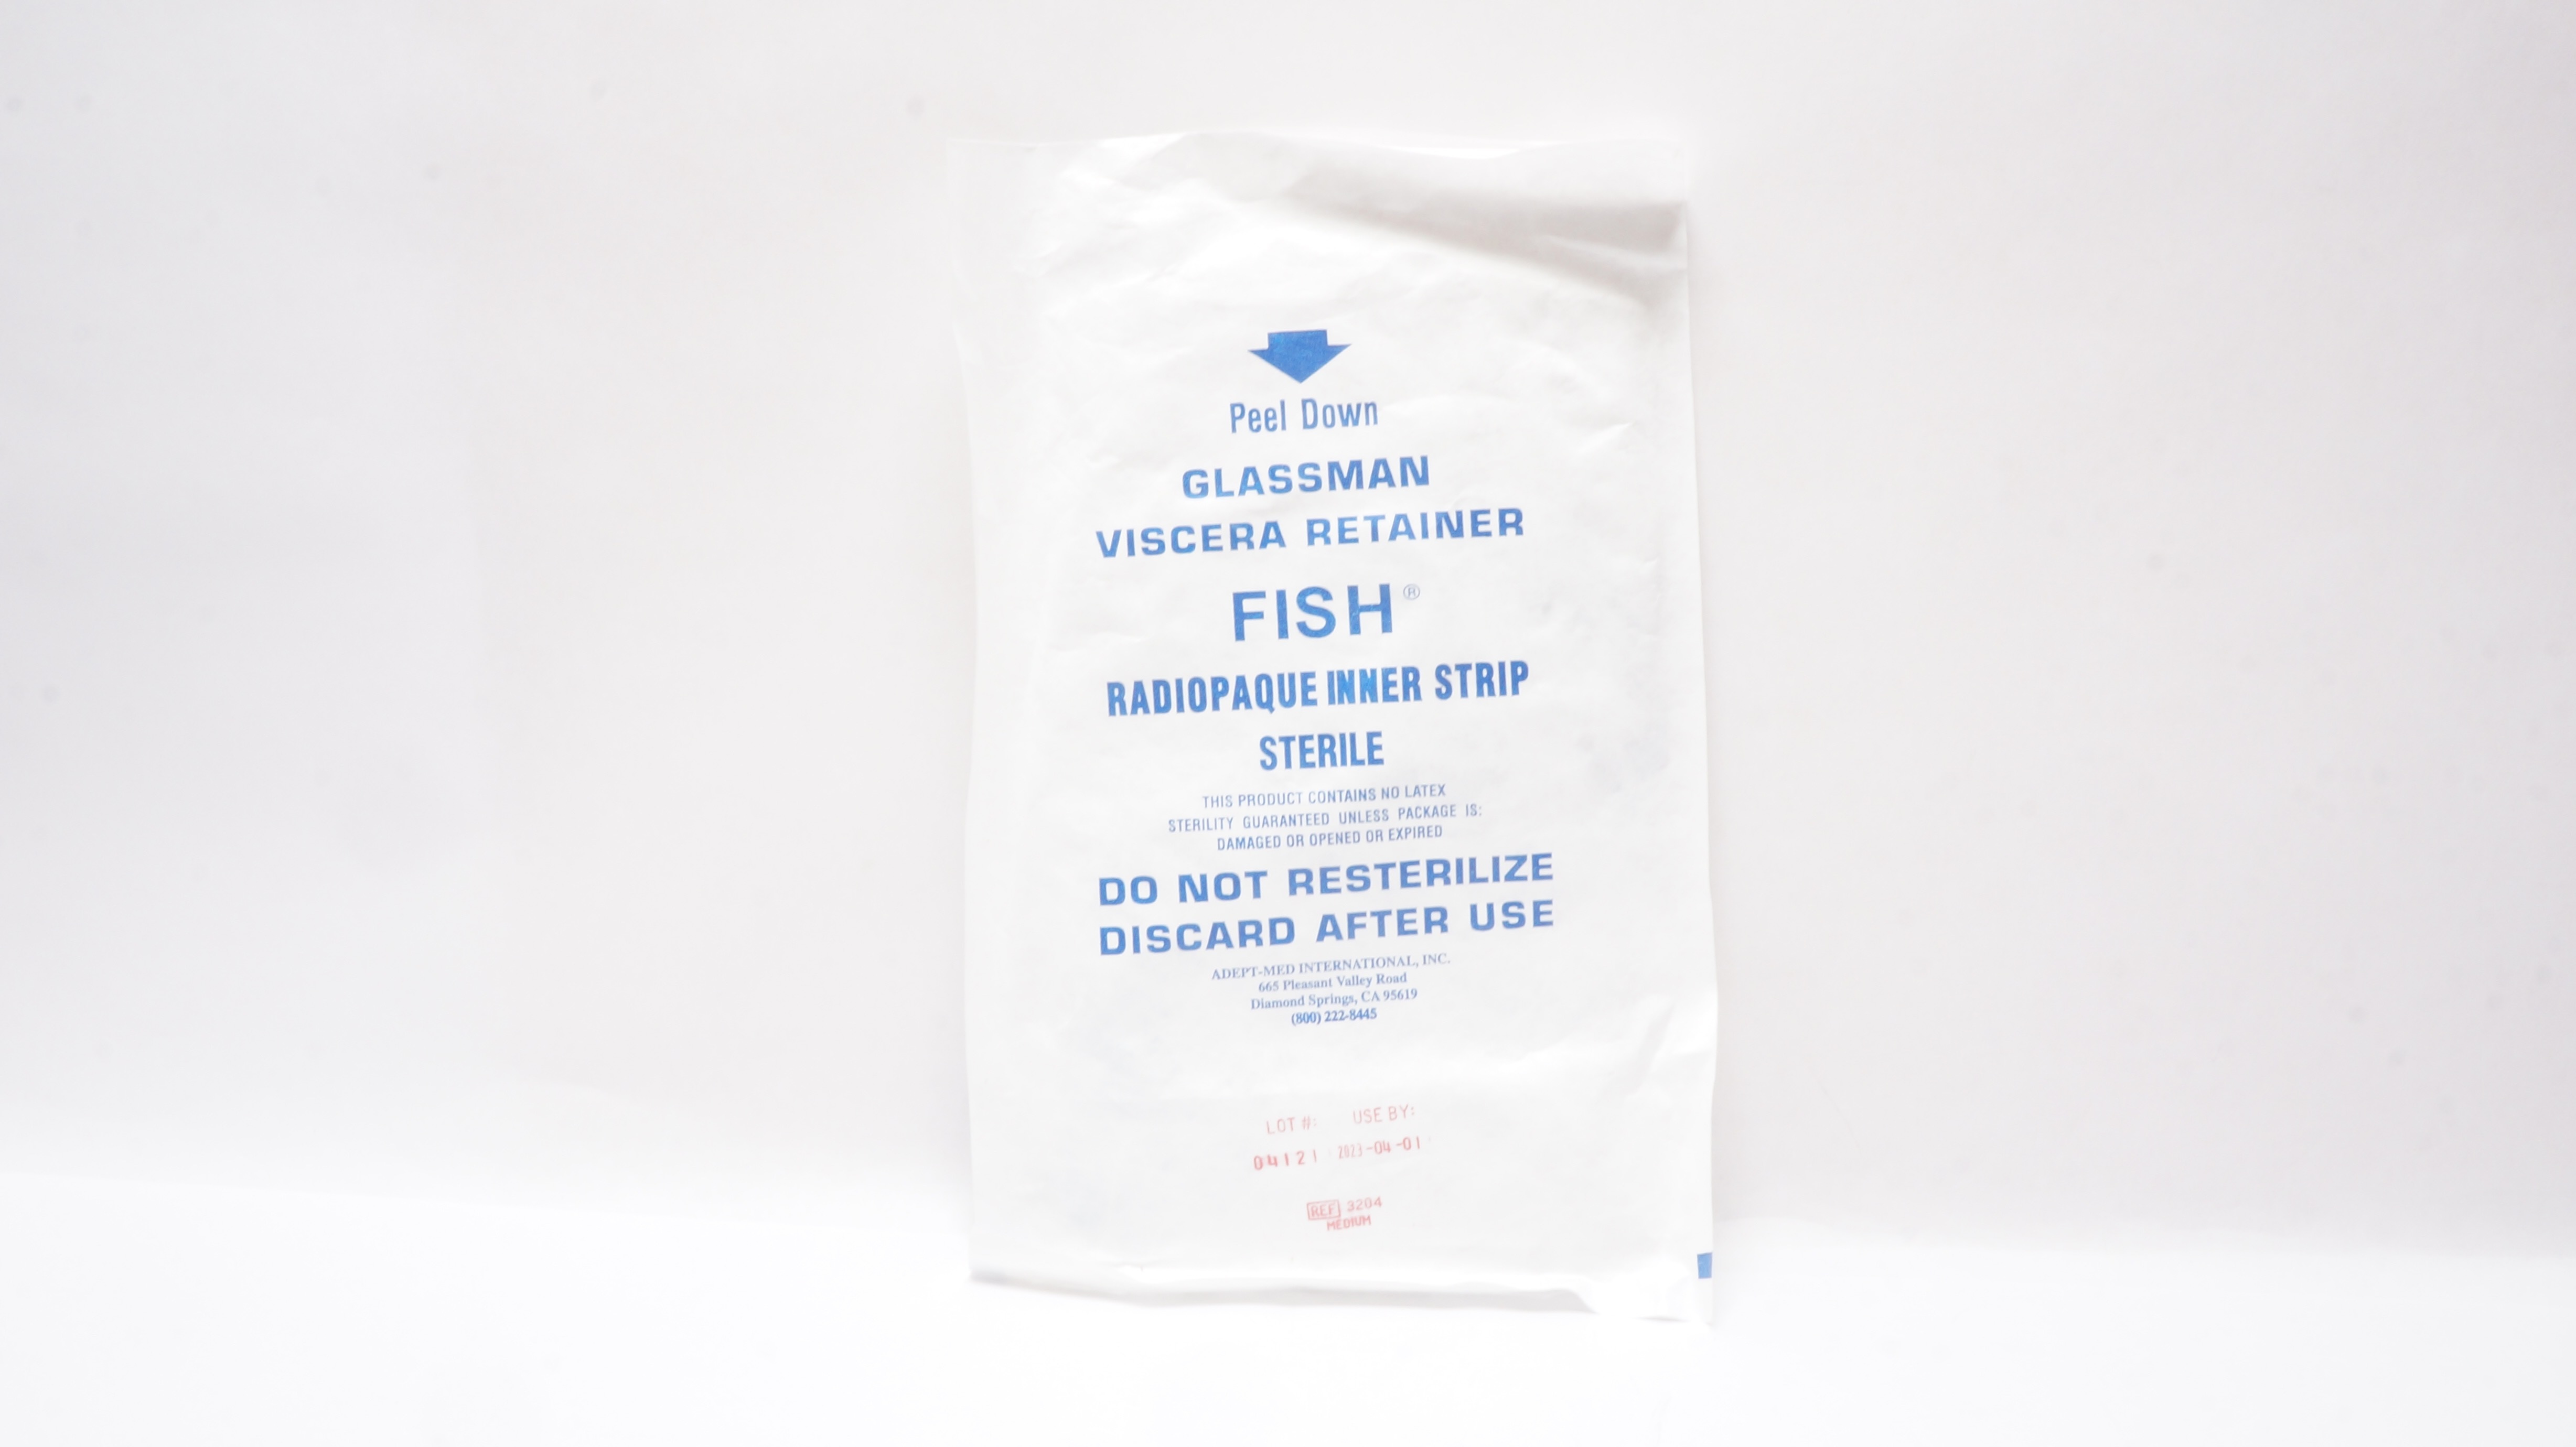 Peel Down
GLASSMAN
VISCERA RETAINER
FISH®
RADIOPAQUE INNER STRIP
STERILE
THIS PRODUCT CONTAINS NO LATEX
STERILITY GUARANTEED UNLESS PACKAGE IS:
DAMAGED OR OPENED OR EXPIRED
DO NOT RESTERILIZE
DISCARD AFTER USE
ADEPT-MED INTERNATIONAL, INC.
665 Pleasant Valley Road
Diamond Springs, CA 95619
(800) 222-8445
LOT #: USE BY:
04121 2023-04-01
REF 3204
MEDIUM